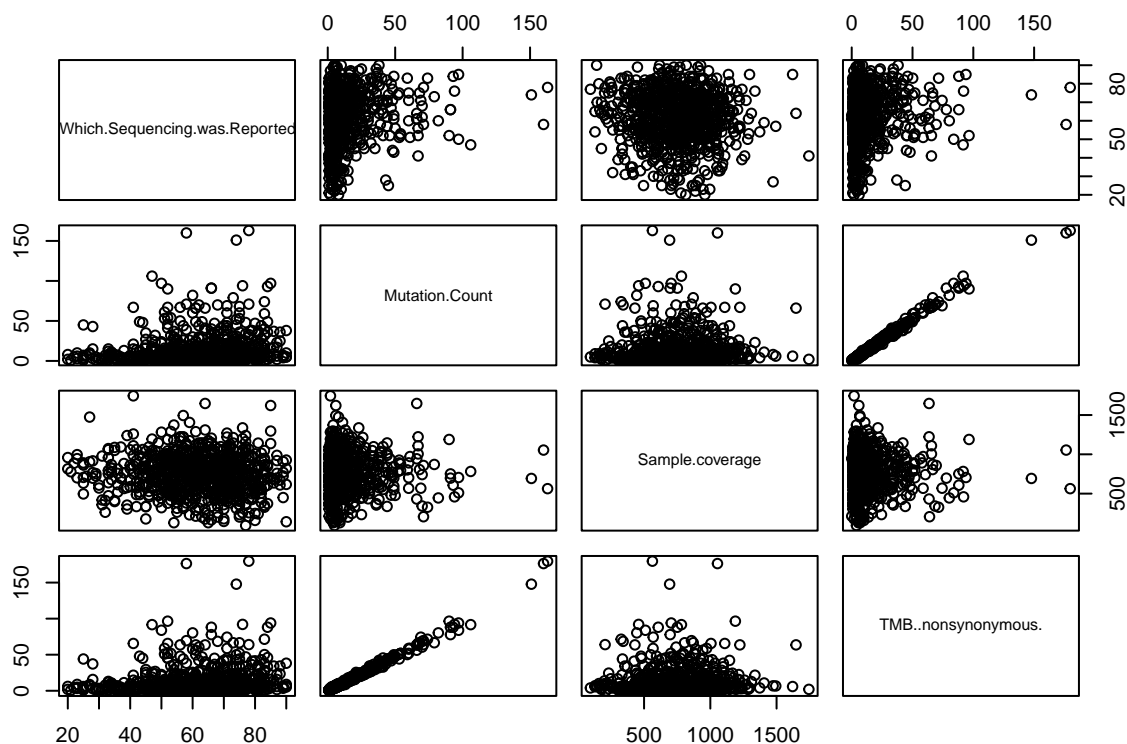 0 50 100 150 0 50 100 150
Which.Sequencing.was.Reported
20 50 80
0 50 150
Mutation.Count
Sample.coverage
500 1500
0 50 150
TMB..nonsynonymous.
20 40 60 80 500 1000 1500